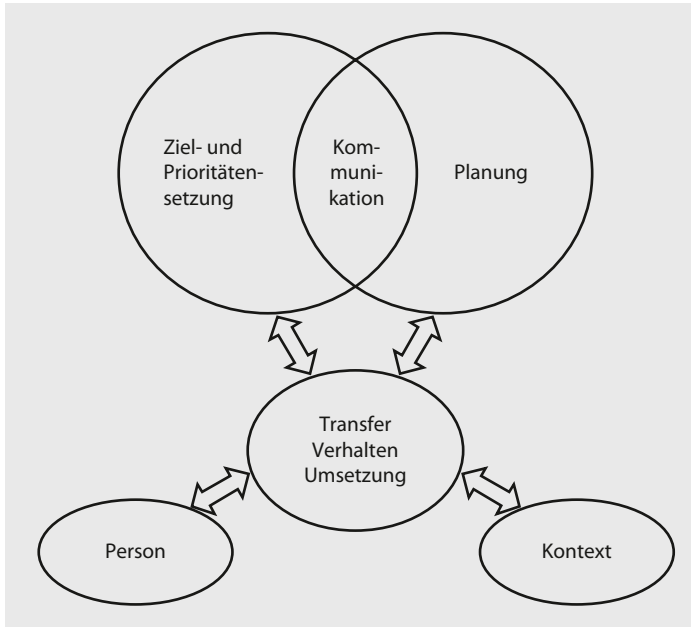 Ziel- und
Prioritäten-
setzung
Kom-
muni-
kation
Planung
Transfer
Verhalten
Umsetzung
Person
Kontext